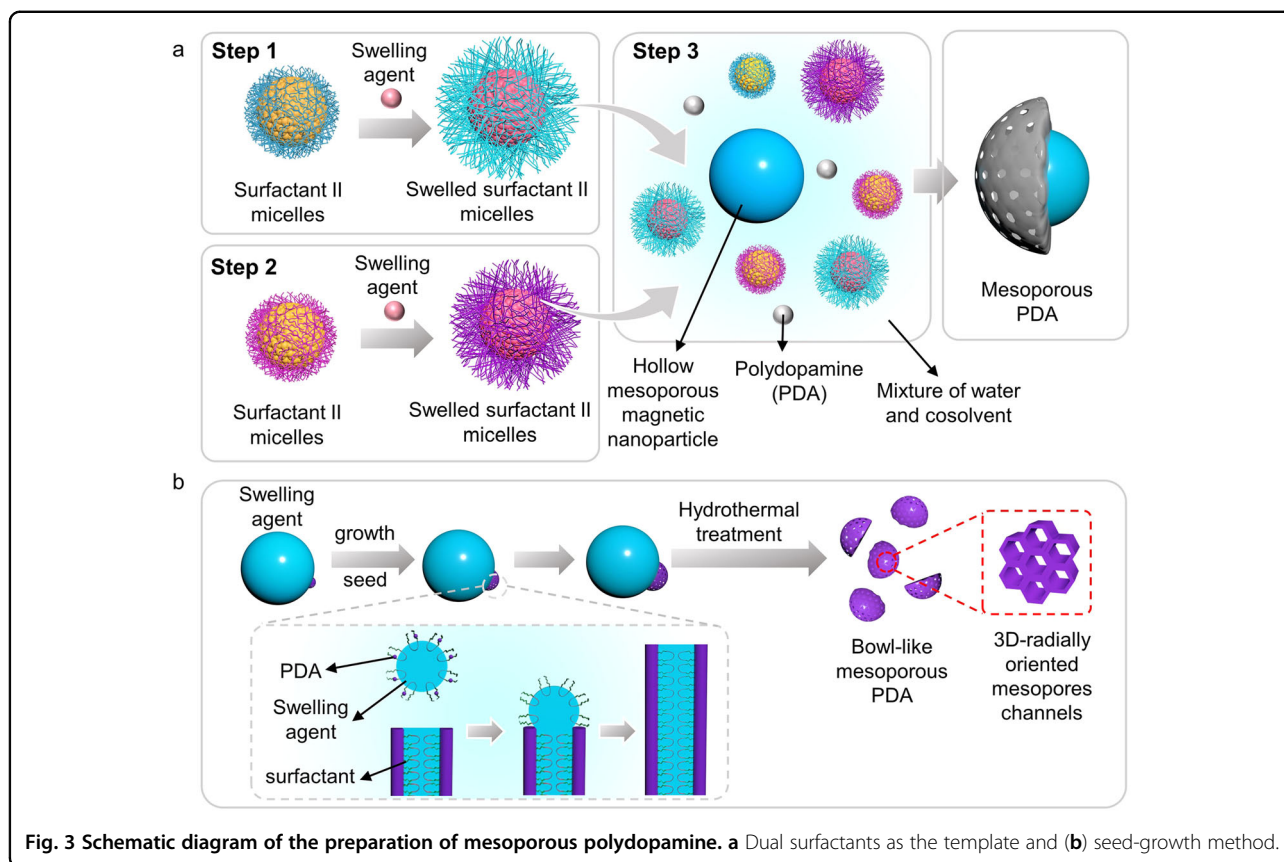 a
Step 1
Swelling
agent
Surfactant II
micelles
Swelled surfactant II
micelles
Step 2
Swelling
agent
Surfactant II
micelles
Swelled surfactant II
micelles
Step 3
Hollow
mesoporous
magnetic
nanoparticle
Polydopamine
(PDA)
Mixture of water
and cosolvent
Mesoporous
PDA
b
Swelling
agent
growth
seed
Hydrothermal
treatment
PDA
Swelling
agent
surfactant
Bowl-like
mesoporous
PDA
3D-radially
oriented
mesopores
channels
Fig. 3 Schematic diagram of the preparation of mesoporous polydopamine. a Dual surfactants as the template and (b) seed-growth method.